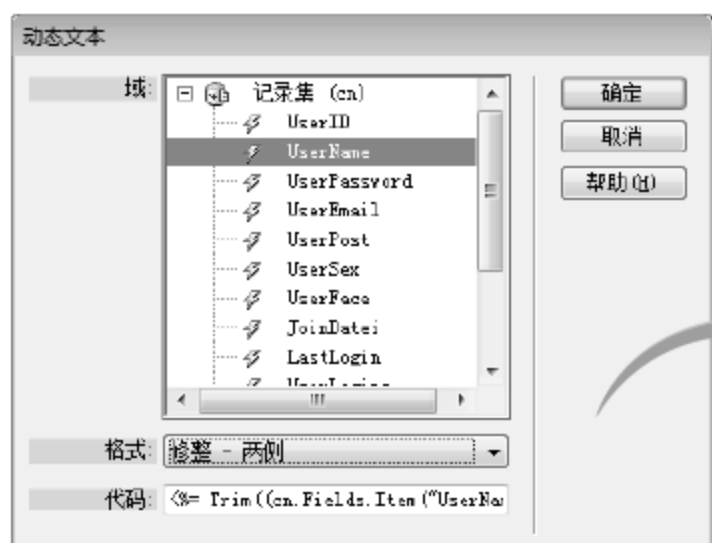 动态文本
域:
记录集 (cn)
UserID
UserName
UserPassword
UserEmail
UserPost
UserSex
UserFace
JoinDatei
LastLogin
格式: 修整 - 两侧
代码: <%= Trim((cn.Fields.Item("UserNa
确定
取消
帮助(H)